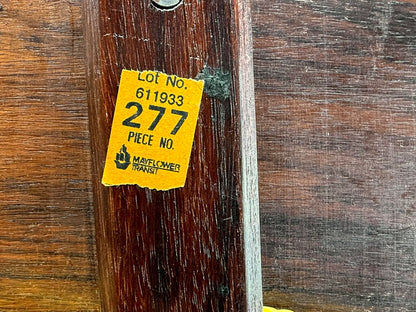 Lot No.
611933
277
PIECE NO.
MAYFLOWER
TRANSIT